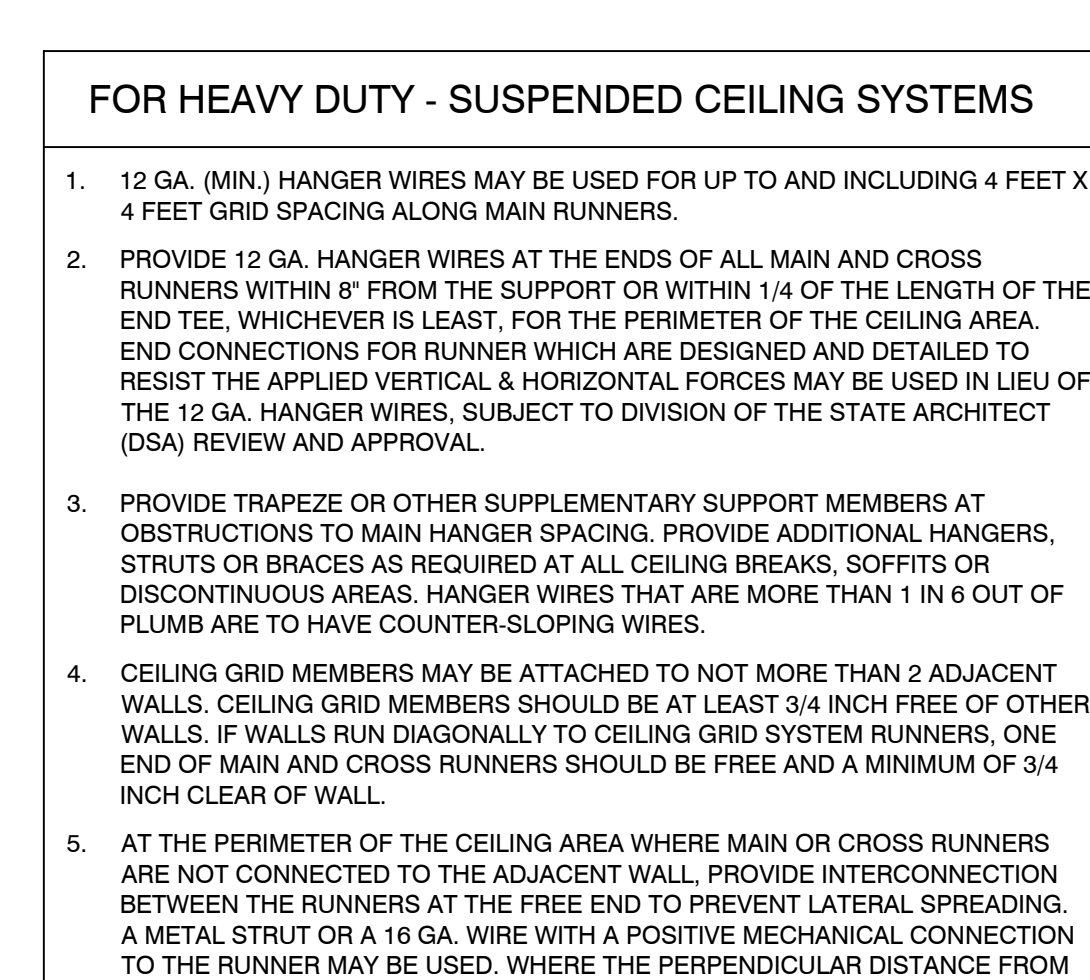 FOR HEAVY DUTY - SUSPENDED CEILING SYSTEMS
1. 12 GA. (MIN.) HANGER WIRES MAY BE USED FOR UP TO AND INCLUDING 4 FEET X
4 FEET GRID SPACING ALONG MAIN RUNNERS.
2. PROVIDE 12 GA. HANGER WIRES AT THE ENDS OF ALL MAIN AND CROSS
RUNNERS WITHIN 8" FROM THE SUPPORT OR WITHIN 1/4 OF THE LENGTH OF THE
END TEE, WHICHEVER IS LEAST, FOR THE PERIMETER OF THE CEILING AREA.
END CONNECTIONS FOR RUNNER WHICH ARE DESIGNED AND DETAILED TO
RESIST THE APPLIED VERTICAL & HORIZONTAL FORCES MAY BE USED IN LIEU OF
THE 12 GA. HANGER WIRES, SUBJECT TO DIVISION OF THE STATE ARCHITECT
(DSA) REVIEW AND APPROVAL.
3. PROVIDE TRAPEZE OR OTHER SUPPLEMENTARY SUPPORT MEMBERS AT
OBSTRUCTIONS TO MAIN HANGER SPACING. PROVIDE ADDITIONAL HANGERS,
STRUTS OR BRACES AS REQUIRED AT ALL CEILING BREAKS, SOFFITS OR
DISCONTINUOUS AREAS. HANGER WIRES THAT ARE MORE THAN 1 IN 6 OUT OF
PLUMB ARE TO HAVE COUNTER-SLOPING WIRES.
4. CEILING GRID MEMBERS MAY BE ATTACHED TO NOT MORE THAN 2 ADJACENT
WALLS. CEILING GRID MEMBERS SHOULD BE AT LEAST 3/4 INCH FREE OF OTHER
WALLS. IF WALLS RUN DIAGONALLY TO CEILING GRID SYSTEM RUNNERS, ONE
END OF MAIN AND CROSS RUNNERS SHOULD BE FREE AND A MINIMUM OF 3/4
INCH CLEAR OF WALL.
5. AT THE PERIMETER OF THE CEILING AREA WHERE MAIN OR CROSS RUNNERS
ARE NOT CONNECTED TO THE ADJACENT WALL, PROVIDE INTERCONNECTION
BETWEEN THE RUNNERS AT THE FREE END TO PREVENT LATERAL SPREADING.
A METAL STRUT OR A 16 GA. WIRE WITH A POSITIVE MECHANICAL CONNECTION
TO THE RUNNER MAY BE USED. WHERE THE PERPENDICULAR DISTANCE FROM